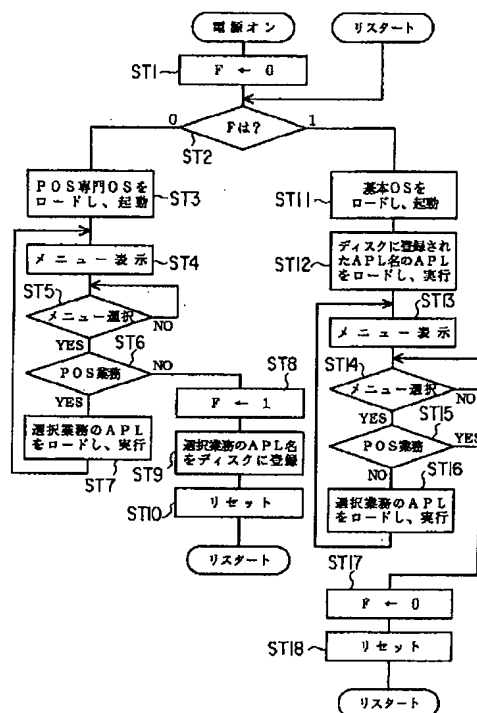 電源オン
リスタート
ST1
F ← 0
0
Fは?
1
ST2
POS専門OSを
ロードし、起動
ST3
メニュー表示
ST4
ST5
メニュー選択
NO
YES
ST6
POS業務
NO
YES
選択業務のAPL
をロードし、実行
ST7
ST8
F ← 1
ST9
選択業務のAPL名
をディスクに登録
ST10
リセット
リスタート
ST11
基本OSを
ロードし、起動
ST12
ディスクに登録され
たAPL名のAPL
をロードし、実行
ST13
メニュー表示
ST14
メニュー選択
NO
YES
ST15
POS業務
YES
NO
ST16
選択業務のAPL
をロードし、実行
ST17
F ← 0
ST18
リセット
リスタート